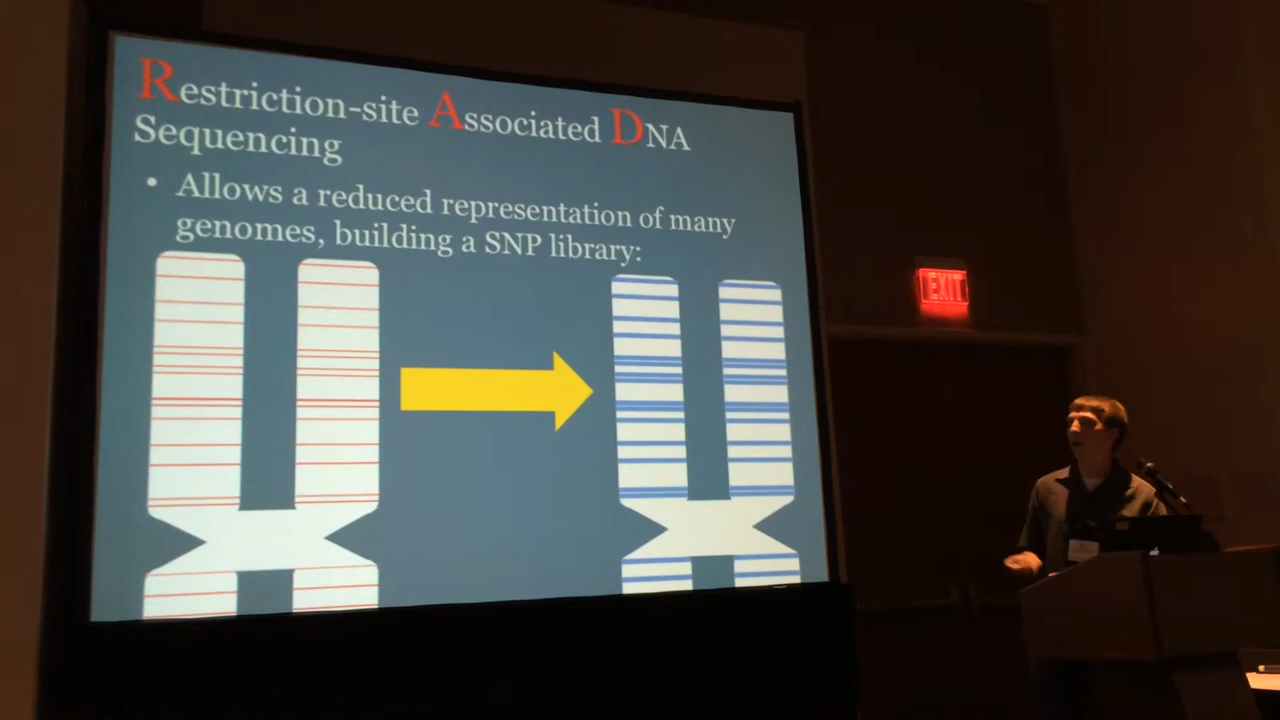 Restriction-site Associated DNA
Sequencing
• Allows a reduced representation of many
genomes, building a SNP library:
EXIT